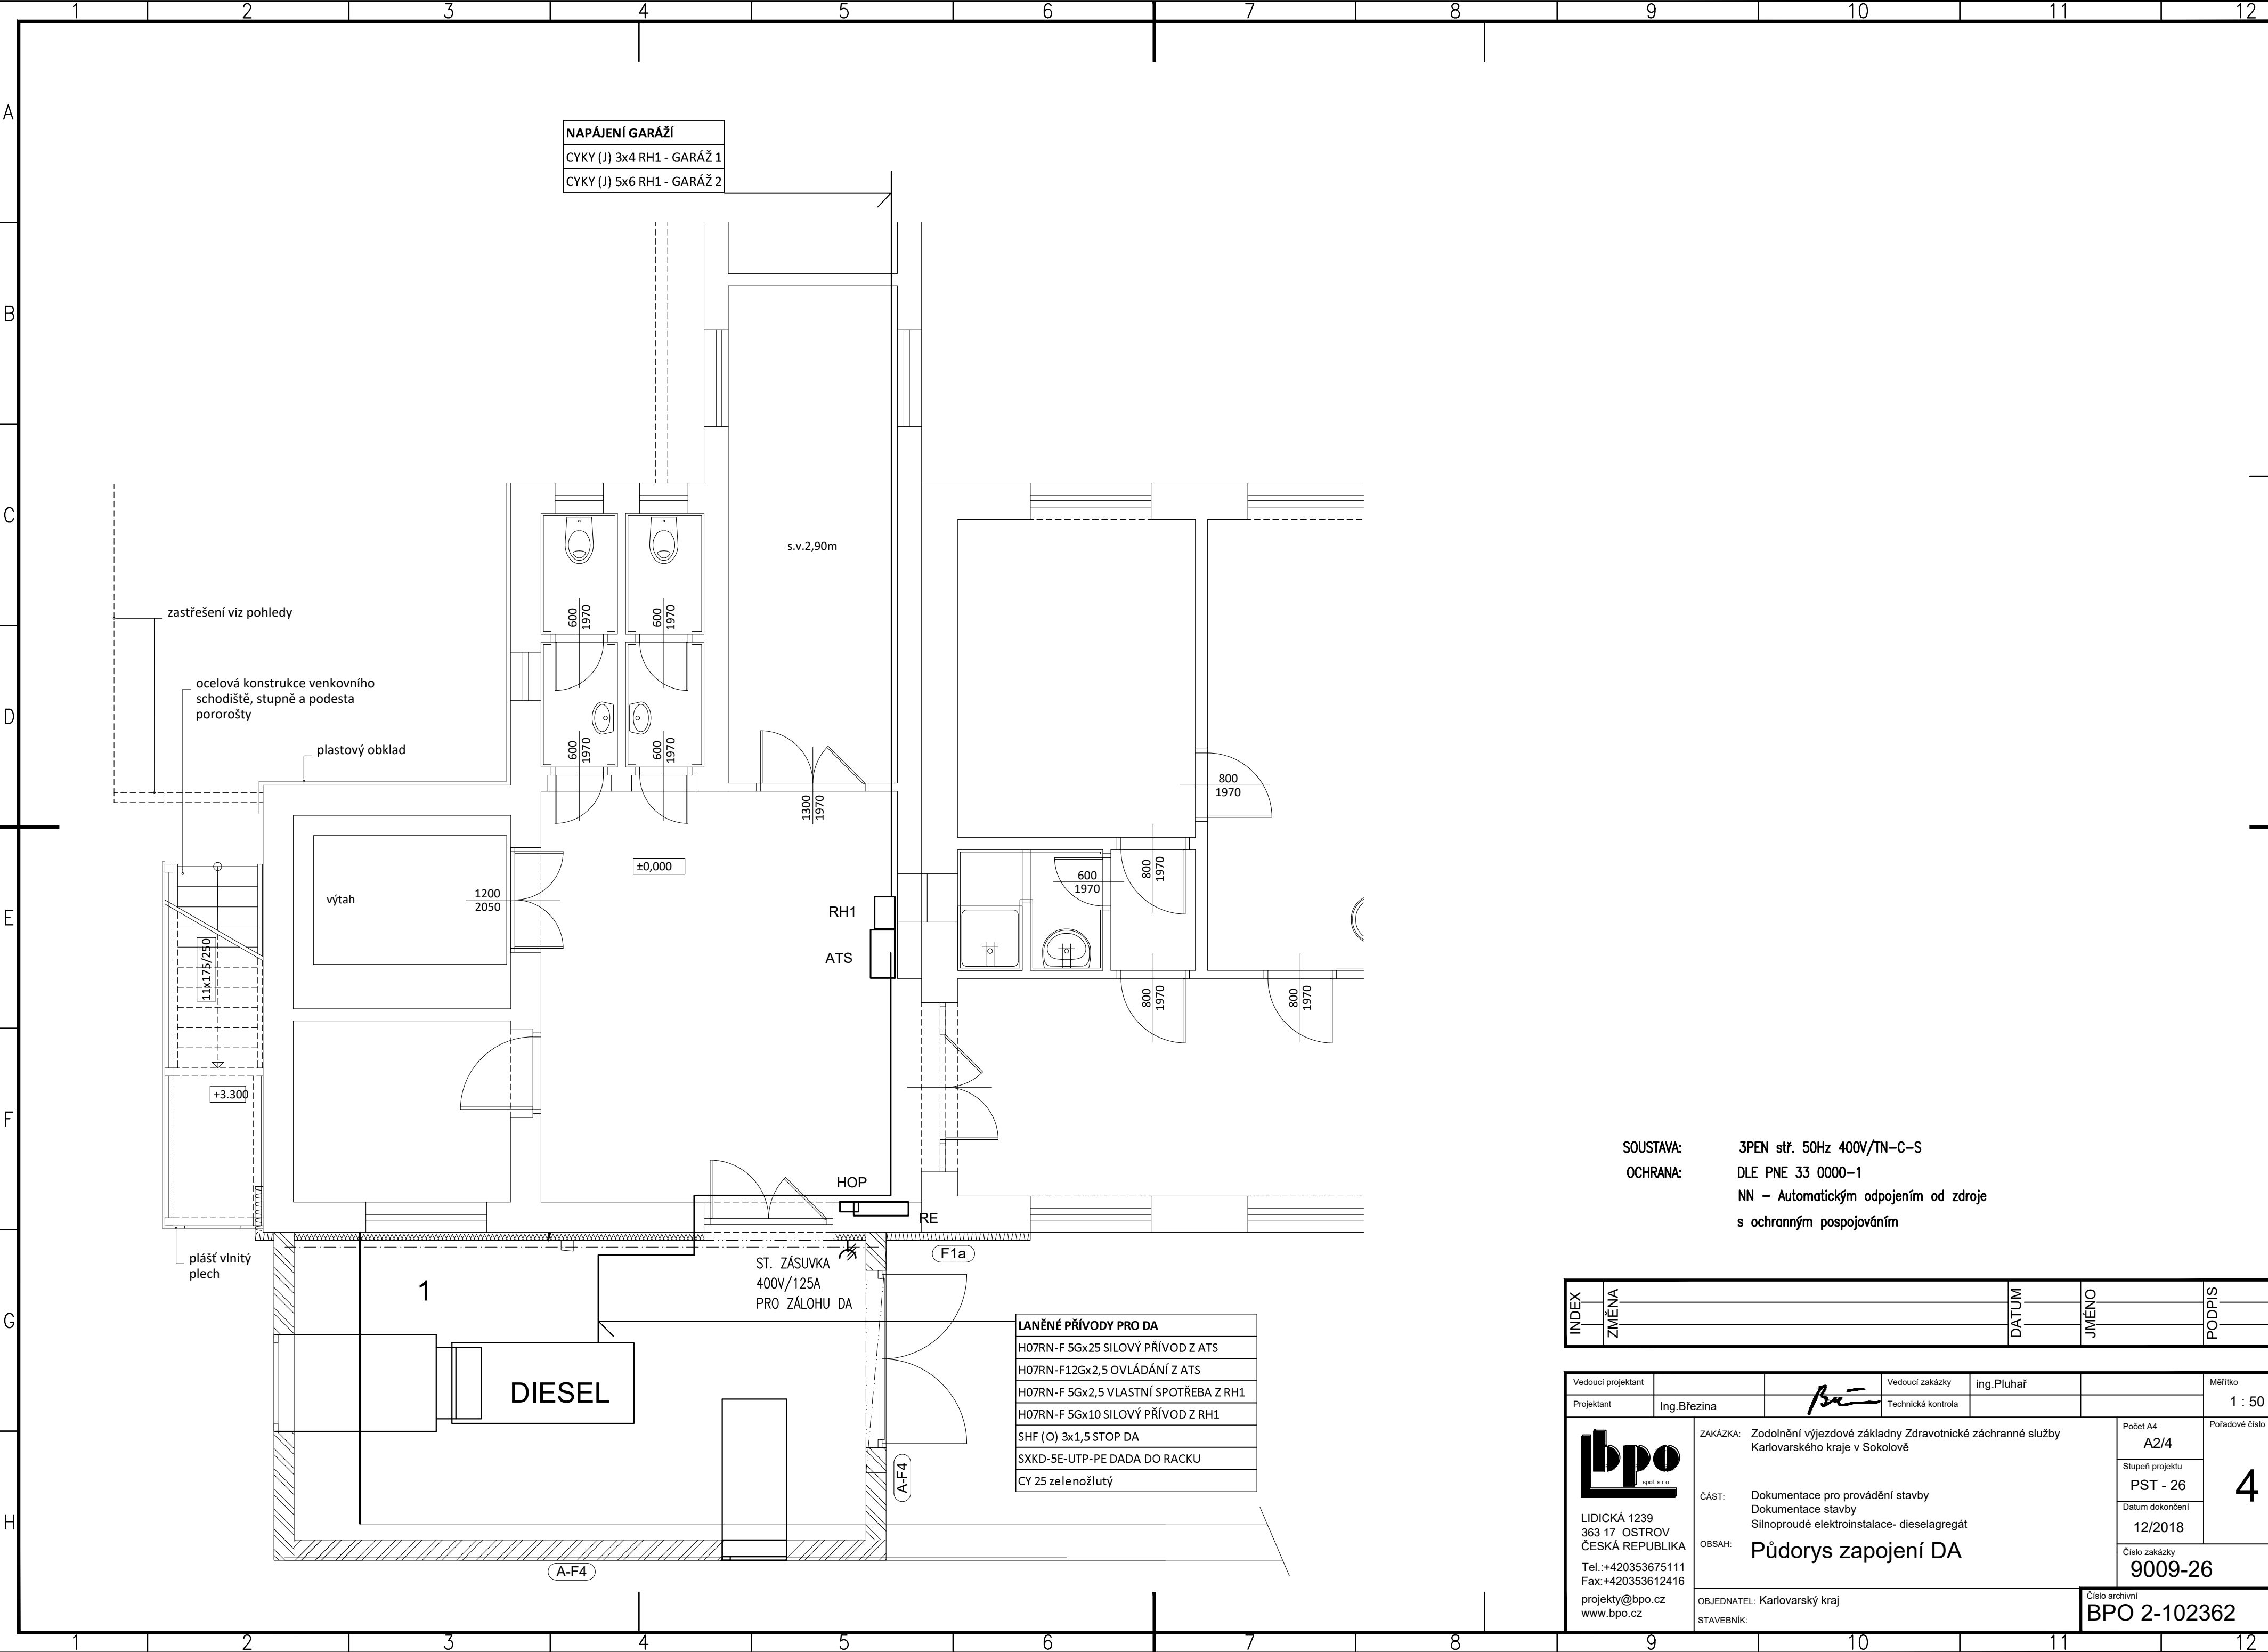 1 2 3 4 5 6 7 8 9 10 11 12
A
B
C
D
E
F
G
H
NAPÁJENÍ GARÁŽÍ
CYKY (J) 3x4 RH1 - GARÁŽ 1
CYKY (J) 5x6 RH1 - GARÁŽ 2
s.v.2,90m
600
1970
600
1970
zastřešení viz pohledy
ocelová konstrukce venkovního
schodiště, stupně a podesta
pororošty
plastový obklad
600
1970
600
1970
1300
1970
800
1970
±0,000
výtah
1200
2050
600
1970
800
1970
RH1
ATS
11x175/250
800
1970
800
1970
+3.300
HOP
RE
plášť vlnitý
plech
F1a
ST. ZÁSUVKA
400V/125A
PRO ZÁLOHU DA
1
DIESEL
LANĚNÉ PŘÍVODY PRO DA
H07RN-F 5Gx25 SILOVÝ PŘÍVOD Z ATS
H07RN-F12Gx2,5 OVLÁDÁNÍ Z ATS
H07RN-F 5Gx2,5 VLASTNÍ SPOTŘEBA Z RH1
H07RN-F 5Gx10 SILOVÝ PŘÍVOD Z RH1
SHF (O) 3x1,5 STOP DA
SXKD-5E-UTP-PE DADA DO RACKU
CY 25 zelenožlutý
A-F4
A-F4
SOUSTAVA: 3PEN stř. 50Hz 400V/TN-C-S
OCHRANA: DLE PNE 33 0000-1
NN - Automatickým odpojením od zdroje
s ochranným pospojováním
INDEX ZMĚNA DATUM JMÉNO PODPIS
Vedoucí projektant Vedoucí zakázky ing.Pluhař Měřítko
1 : 50
Projektant Ing.Březina Technická kontrola
bpo
spol. s r.o.
LIDICKÁ 1239
363 17 OSTROV
ČESKÁ REPUBLIKA
Tel.:+420353675111
Fax:+420353612416
projekty@bpo.cz
www.bpo.cz
ZAKÁZKA: Zodolnění výjezdové základny Zdravotnické záchranné služby
Karlovarského kraje v Sokolově
ČÁST: Dokumentace pro provádění stavby
Dokumentace stavby
Silnoproudé elektroinstalace- dieselagregát
OBSAH: Půdorys zapojení DA
OBJEDNATEL: Karlovarský kraj
STAVEBNÍK:
Počet A4
A2/4
Stupeň projektu
PST - 26
Datum dokončení
12/2018
Pořadové číslo
4
Číslo zakázky
9009-26
Číslo archivní
BPO 2-102362
1 2 3 4 5 6 7 8 9 10 11 12